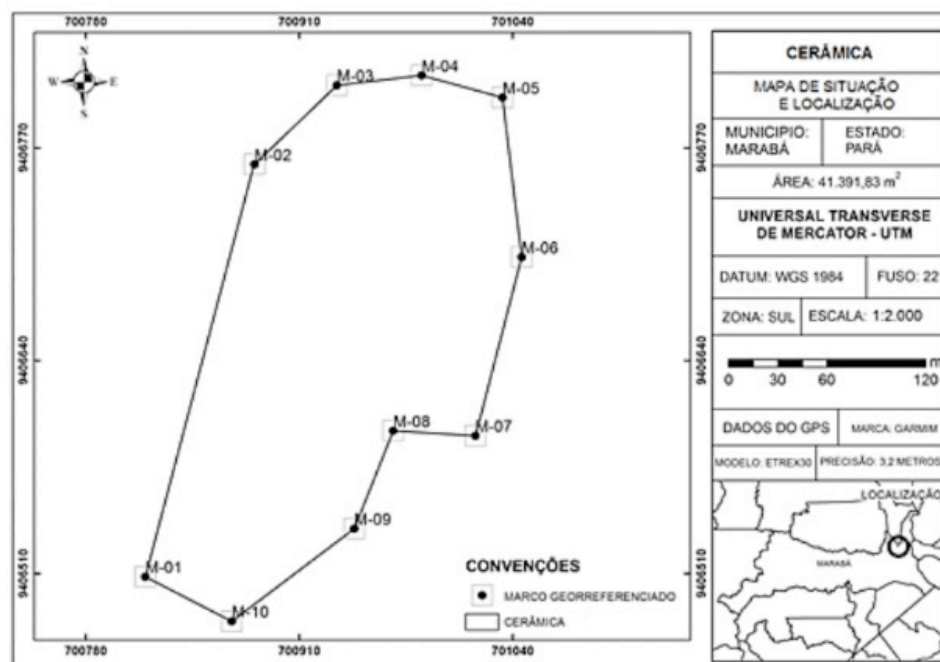 700780 700910 701040
N
W E
S
M-03
M-04
M-05
M-02
M-06
M-08
M-07
M-09
M-01
M-10
9406770
9406640
9406510
9406770
9406640
9406510
CONVENÇÕES
MARCO GEORREFERENCIADO
CERÂMICA
700780 700910 701040
CERÂMICA
MAPA DE SITUAÇÃO
E LOCALIZAÇÃO
MUNICIPIO:
MARABÁ
ESTADO:
PARÁ
ÁREA: 41.391,83 m²
UNIVERSAL TRANSVERSE
DE MERCATOR - UTM
DATUM: WGS 1984
FUSO: 22
ZONA: SUL
ESCALA: 1:2.000
m
0 30 60 120
DADOS DO GPS
MARCA: GARMIM
MODELO: ETREX30
PRECISÃO: 3,2 METROS
LOCALIZAÇÃO
MARABÁ